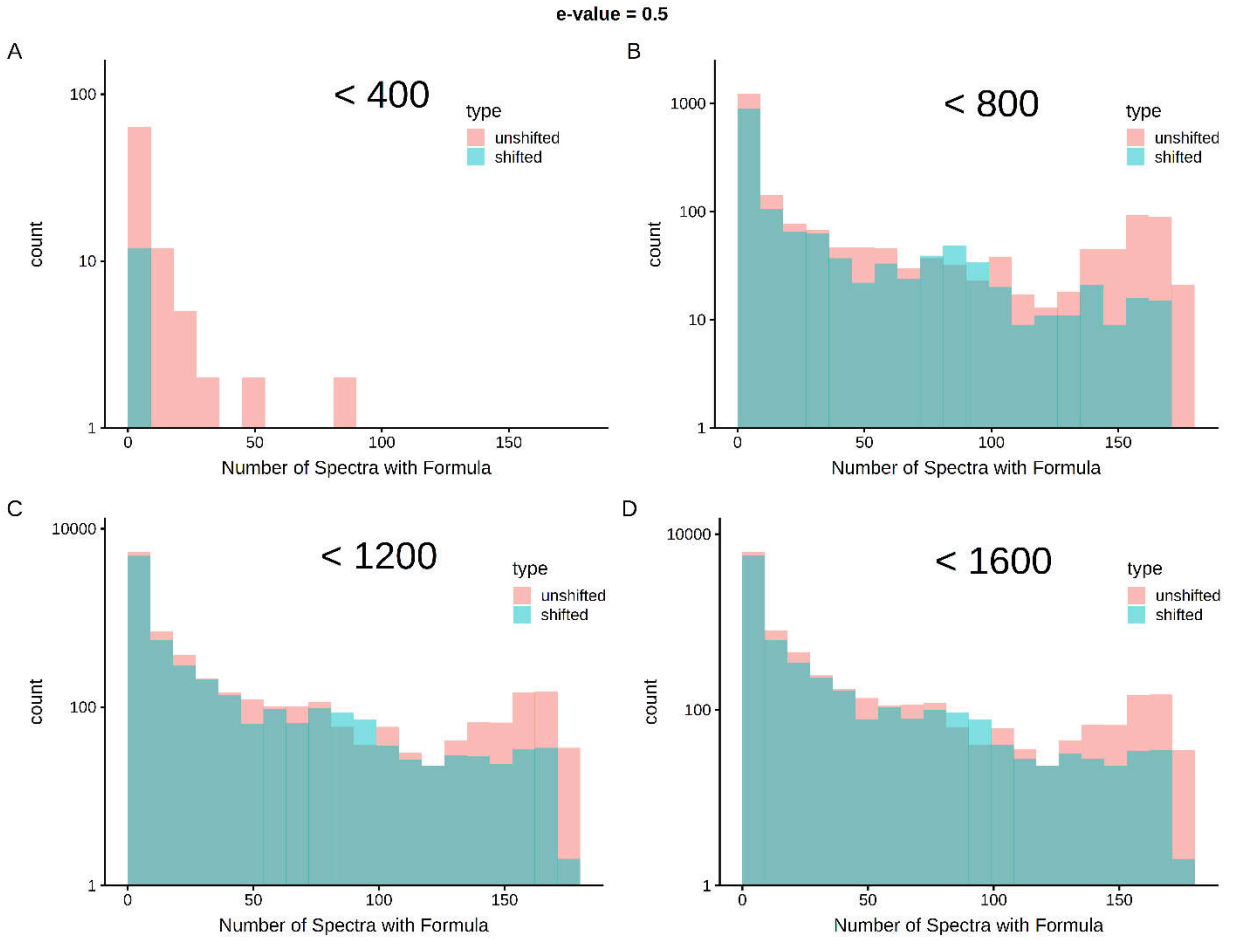 e-value = 0.5
A
< 400
type
unshifted
shifted
100
10
1
count
0
50
100
150
Number of Spectra with Formula
B
< 800
type
unshifted
shifted
1000
100
10
1
count
0
50
100
150
Number of Spectra with Formula
C
< 1200
type
unshifted
shifted
10000
100
1
count
0
50
100
150
Number of Spectra with Formula
D
< 1600
type
unshifted
shifted
10000
100
1
count
0
50
100
150
Number of Spectra with Formula